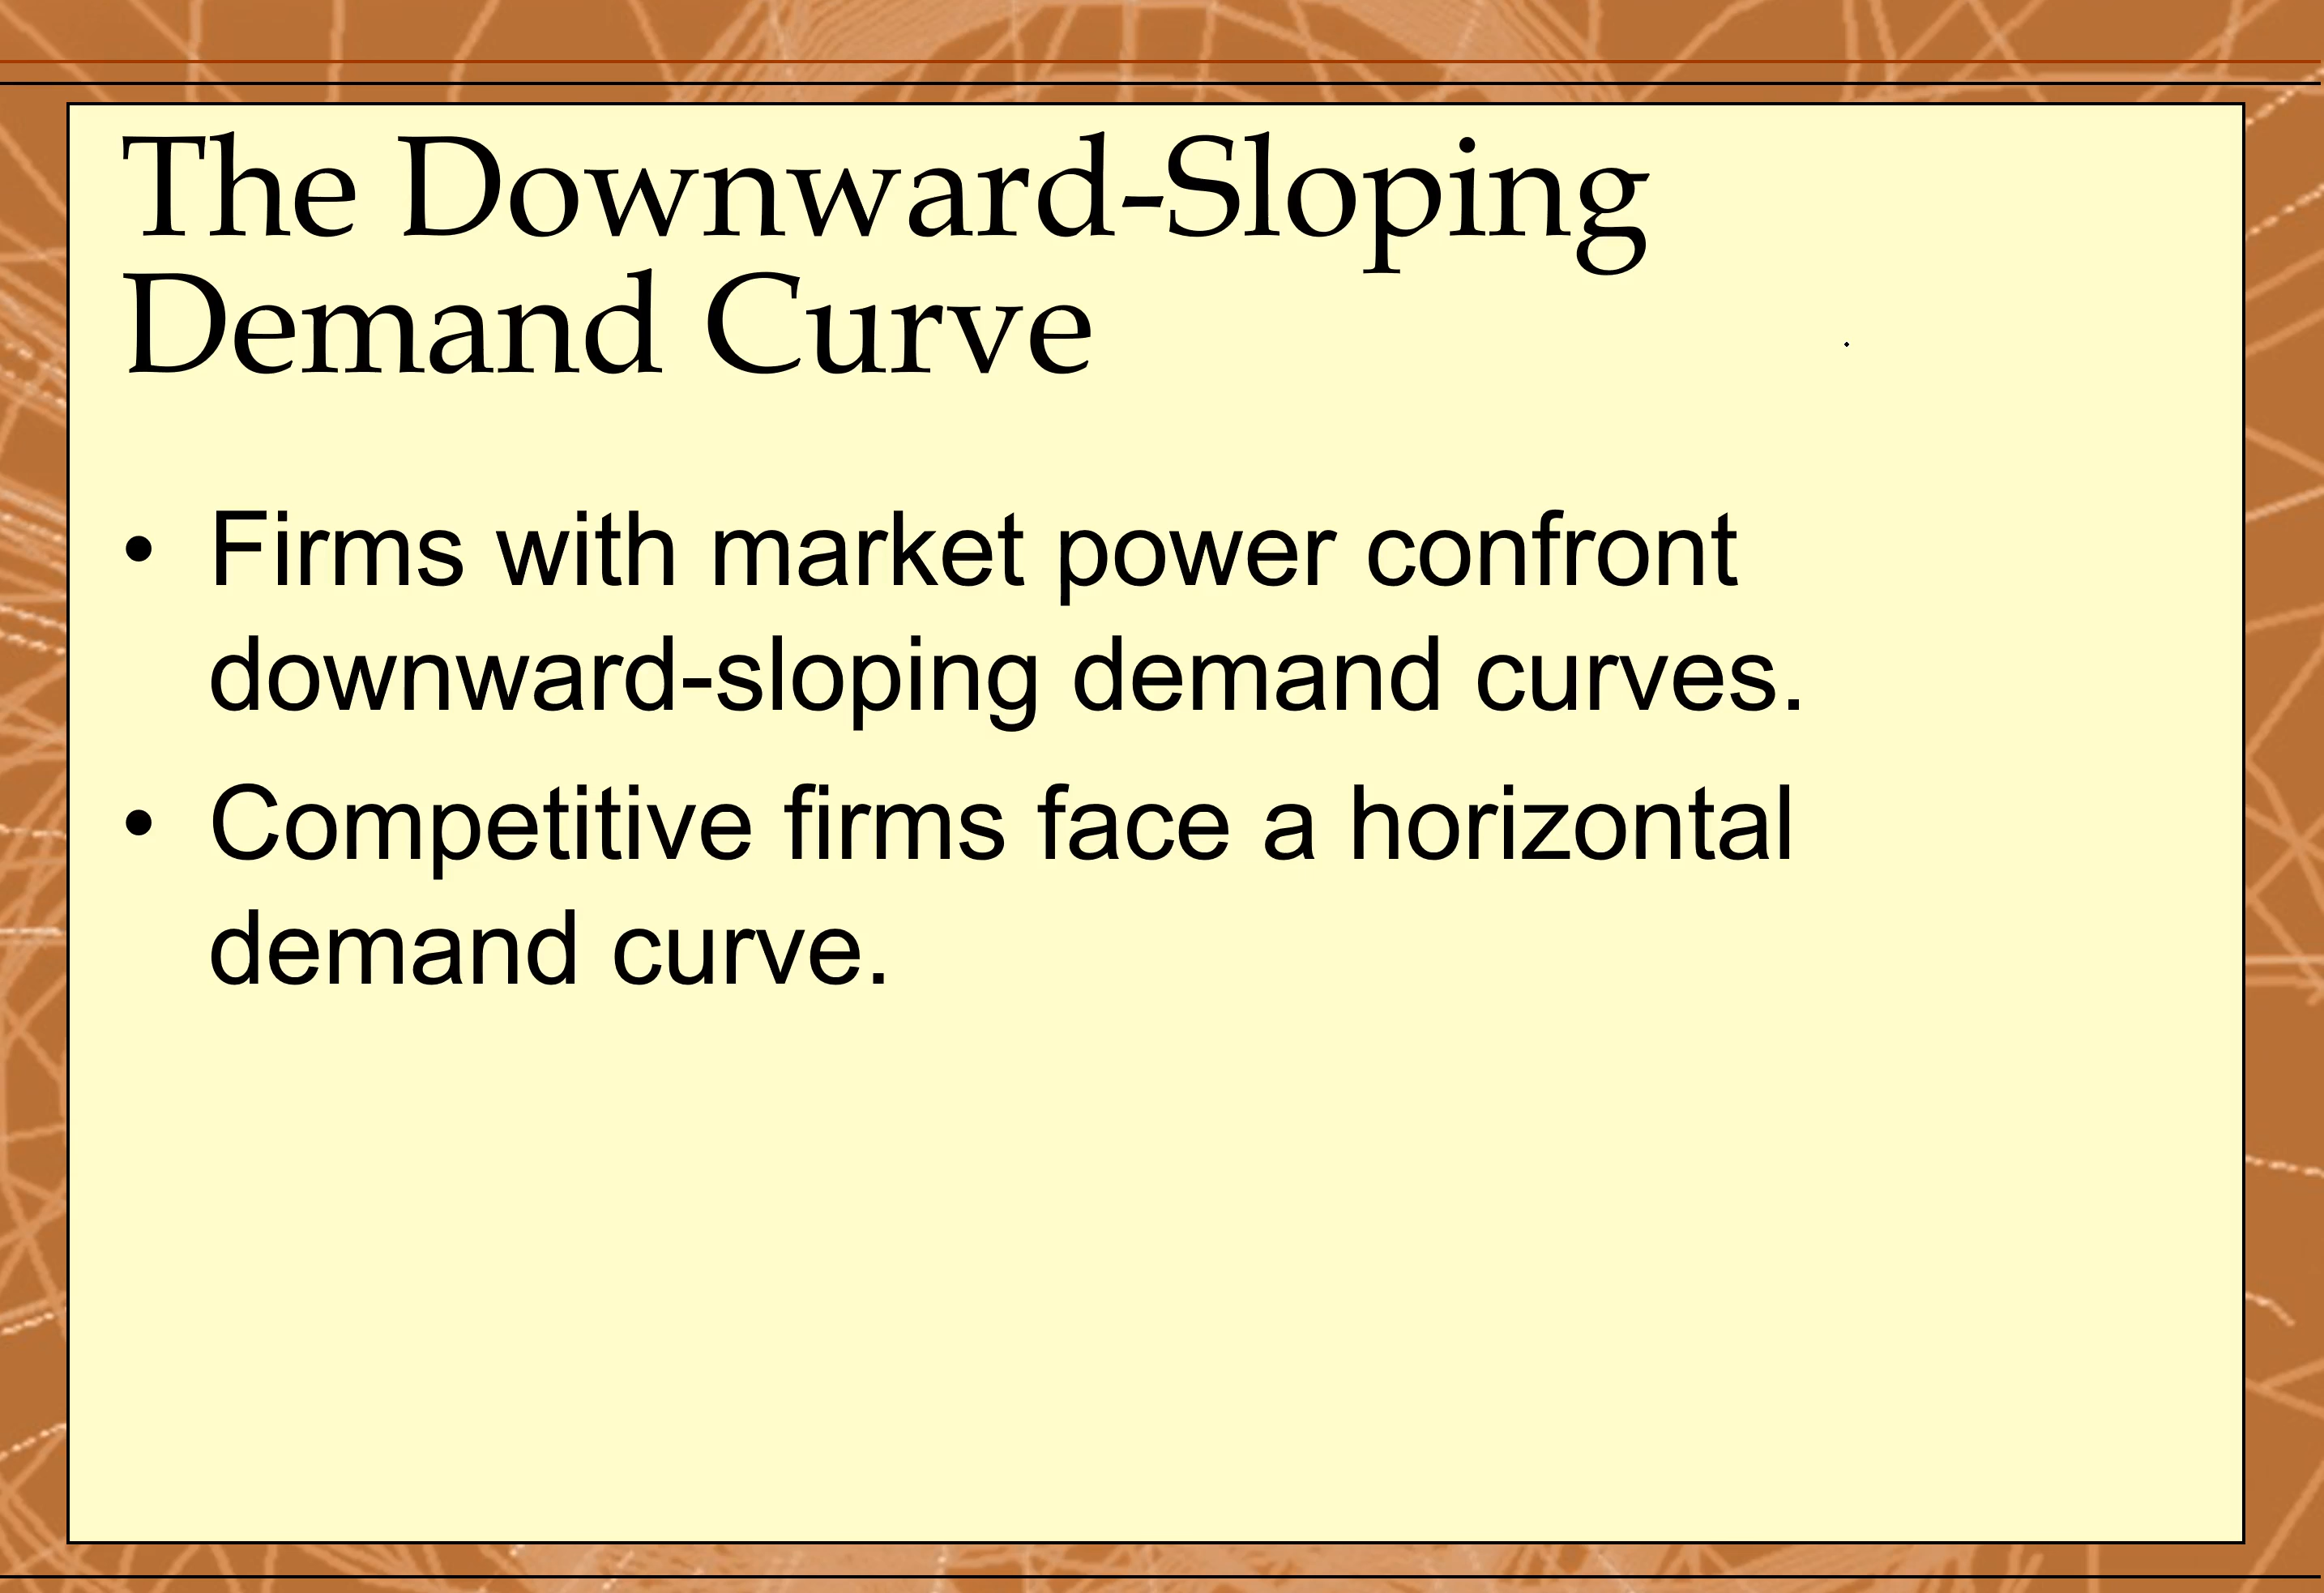 The Downward-Sloping
Demand Curve
• Firms with market power confront
downward-sloping demand curves.
• Competitive firms face a horizontal
demand curve.